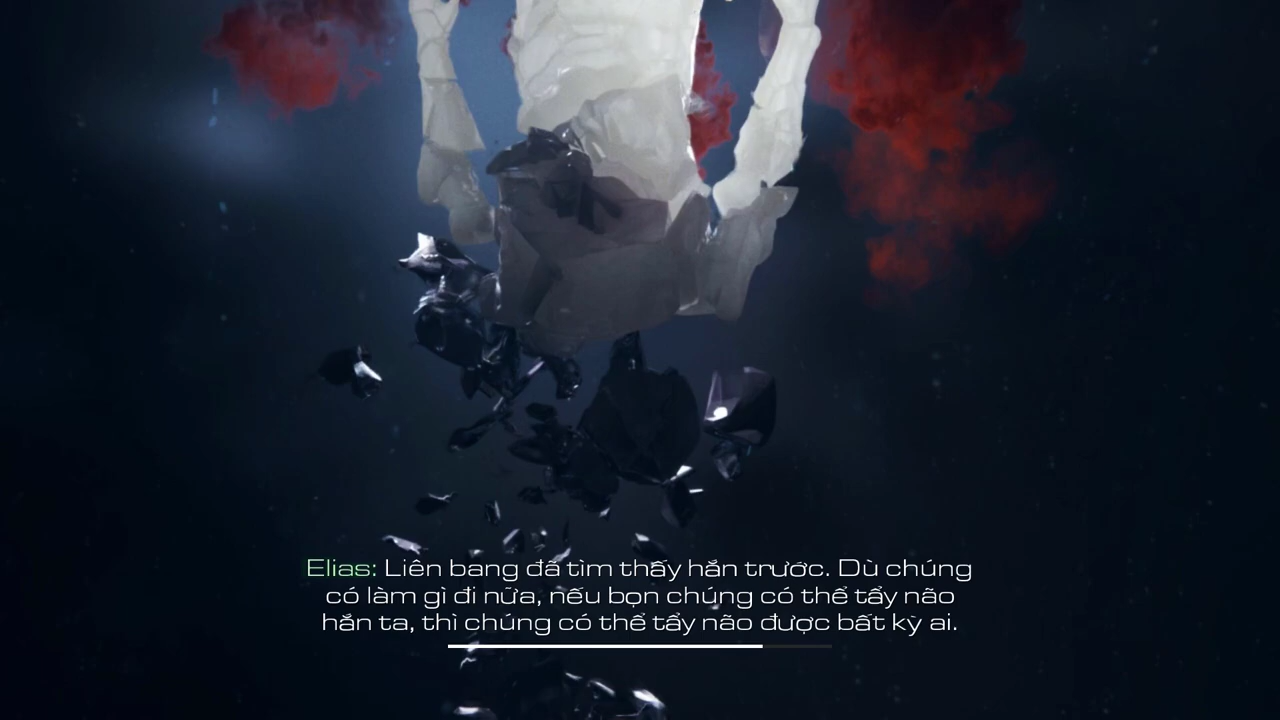 Elias: Liên bang đã tìm thấy hắn trước. Dù chúng
có làm gì đi nữa, nếu bọn chúng có thể tẩy não
hắn ta, thì chúng có thể tẩy não được bất kỳ ai.